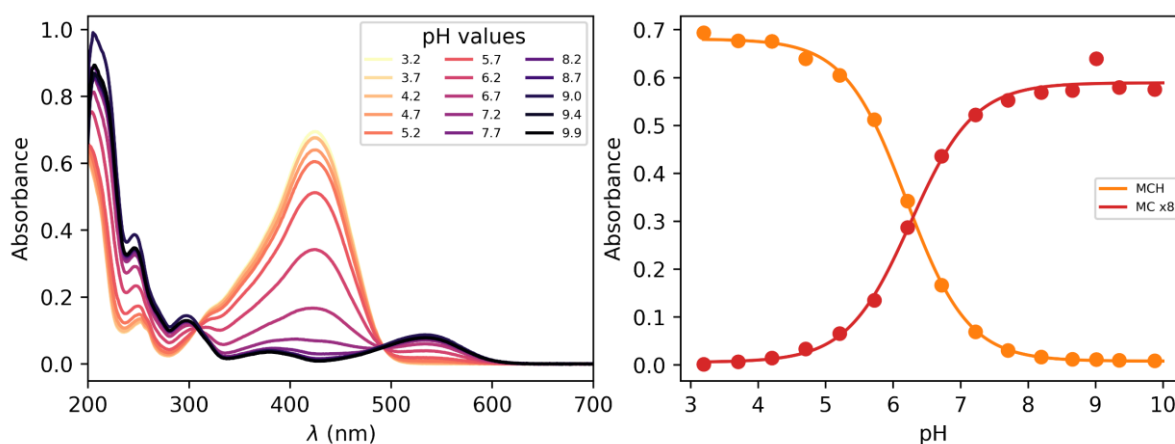 Absorbance
1.0
0.8
0.6
0.4
0.2
0.0
pH values
3.2 5.7 8.2
3.7 6.2 8.7
4.2 6.7 9.0
4.7 7.2 9.4
5.2 7.7 9.9
200 300 400 500 600 700
λ (nm)
Absorbance
0.7
0.6
0.5
0.4
0.3
0.2
0.1
0.0
MCH
MC x8
3 4 5 6 7 8 9 10
pH